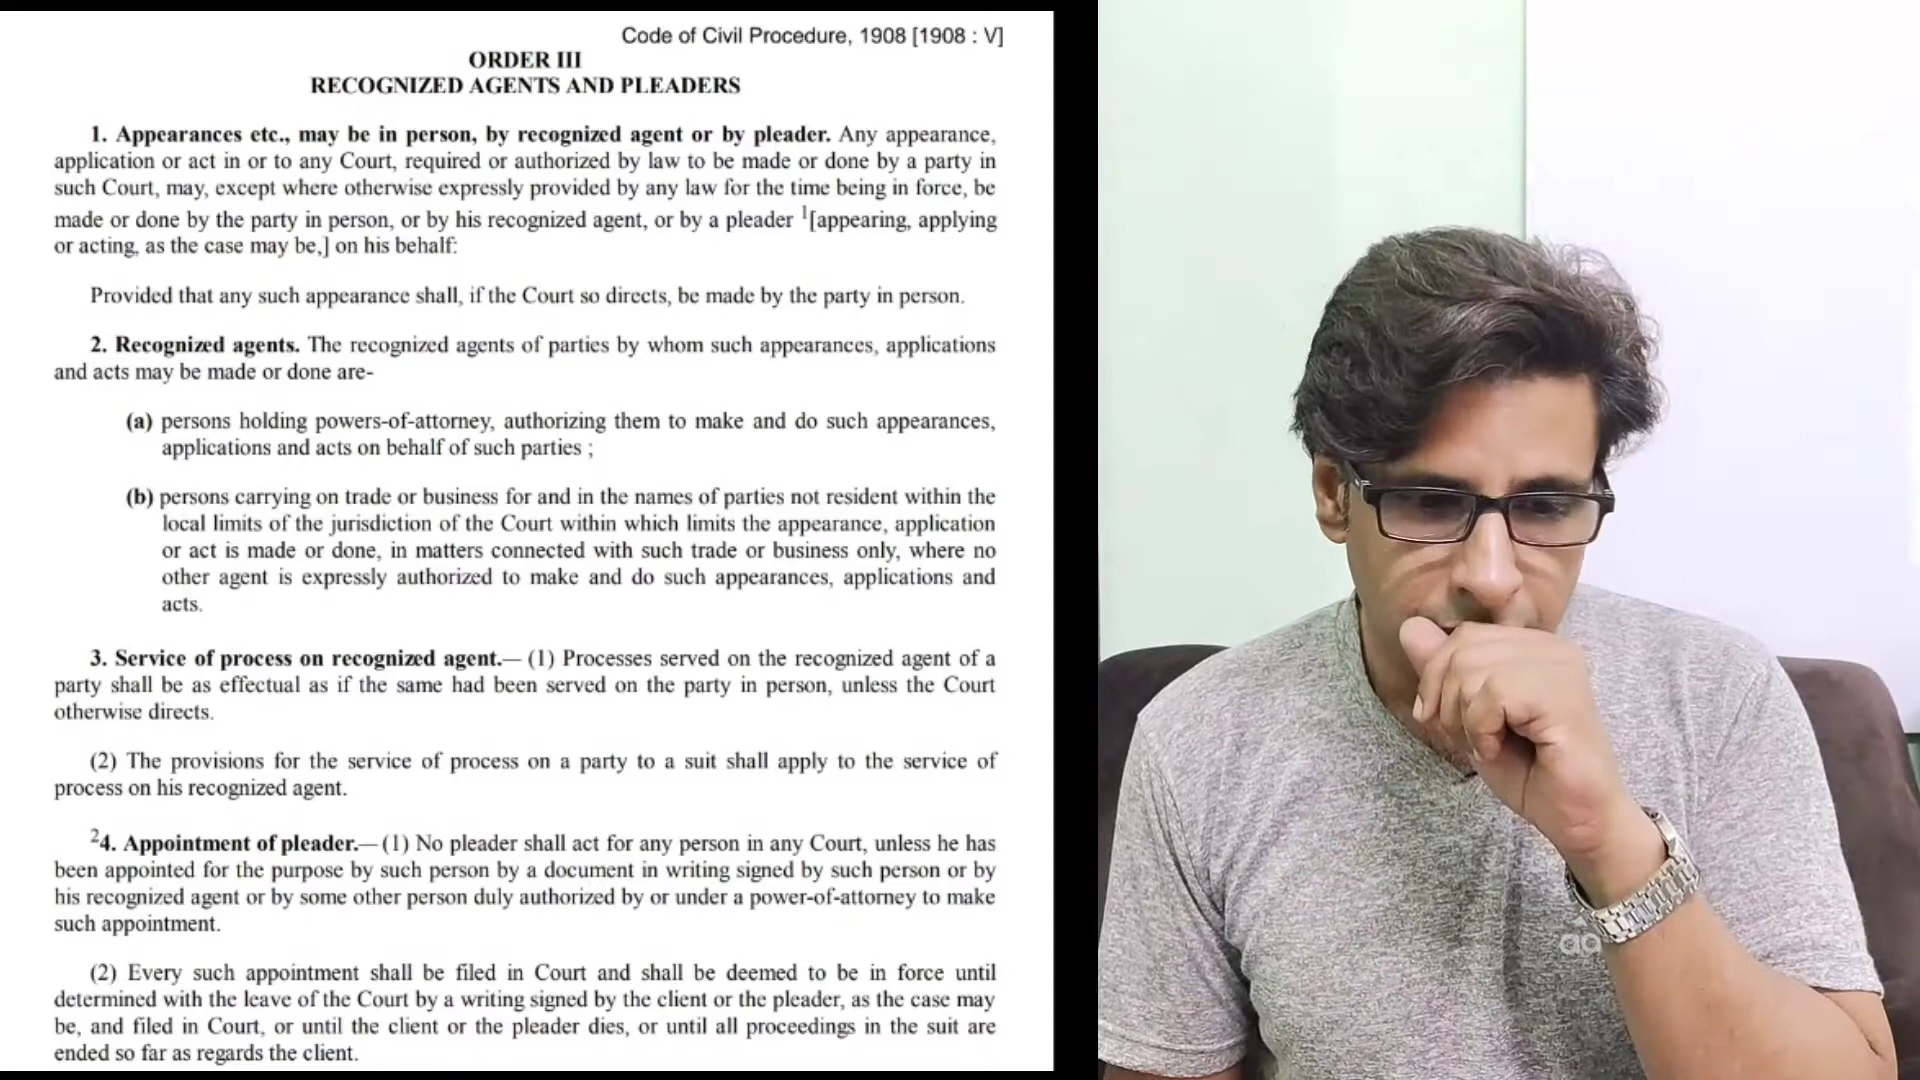 Code of Civil Procedure, 1908 [1908 : V]
ORDER III
RECOGNIZED AGENTS AND PLEADERS
1. Appearances etc., may be in person, by recognized agent or by pleader. Any appearance,
application or act in or to any Court, required or authorized by law to be made or done by a party in
such Court, may, except where otherwise expressly provided by any law for the time being in force, be
made or done by the party in person, or by his recognized agent, or by a pleader 1[appearing, applying
or acting, as the case may be,] on his behalf:
Provided that any such appearance shall, if the Court so directs, be made by the party in person.
2. Recognized agents. The recognized agents of parties by whom such appearances, applications
and acts may be made or done are-
(a) persons holding powers-of-attorney, authorizing them to make and do such appearances,
applications and acts on behalf of such parties ;
(b) persons carrying on trade or business for and in the names of parties not resident within the
local limits of the jurisdiction of the Court within which limits the appearance, application
or act is made or done, in matters connected with such trade or business only, where no
other agent is expressly authorized to make and do such appearances, applications and
acts.
3. Service of process on recognized agent.— (1) Processes served on the recognized agent of a
party shall be as effectual as if the same had been served on the party in person, unless the Court
otherwise directs.
(2) The provisions for the service of process on a party to a suit shall apply to the service of
process on his recognized agent.
24. Appointment of pleader.— (1) No pleader shall act for any person in any Court, unless he has
been appointed for the purpose by such person by a document in writing signed by such person or by
his recognized agent or by some other person duly authorized by or under a power-of-attorney to make
such appointment.
(2) Every such appointment shall be filed in Court and shall be deemed to be in force until
determined with the leave of the Court by a writing signed by the client or the pleader, as the case may
be, and filed in Court, or until the client or the pleader dies, or until all proceedings in the suit are
ended so far as regards the client.